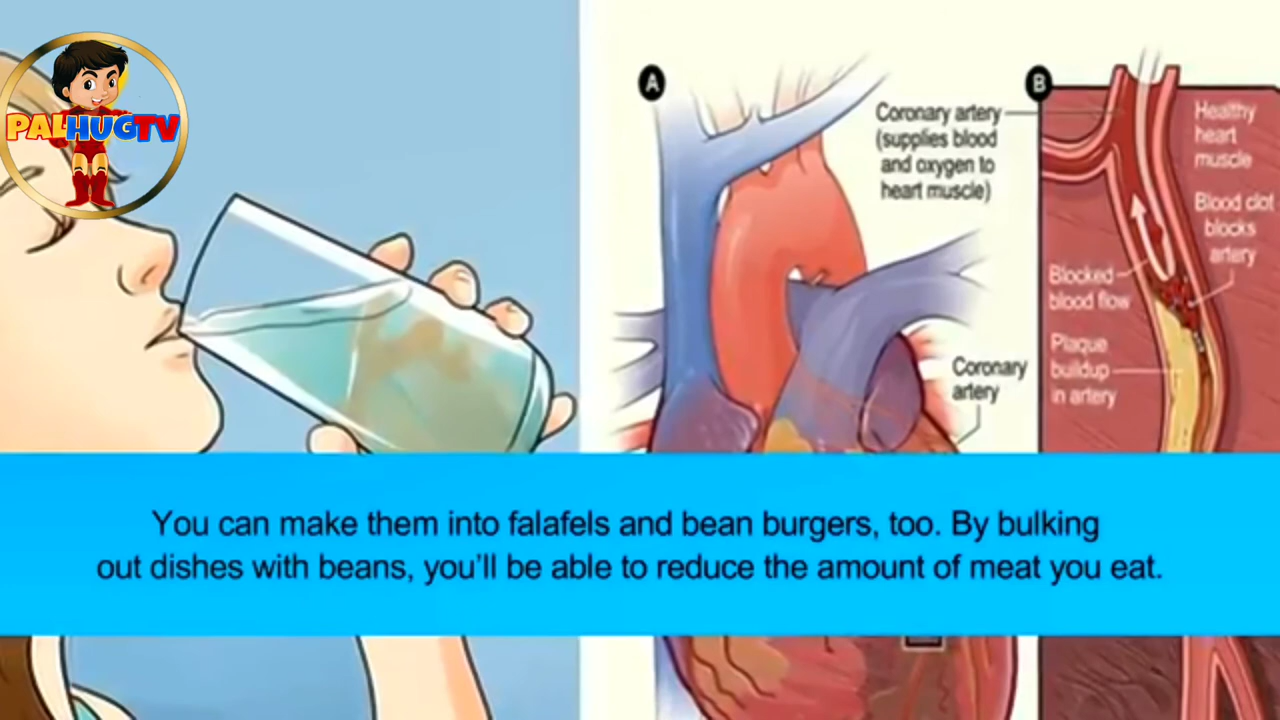 PALHUGTV
A
Coronary artery
(supplies blood
and oxygen to
heart muscle)
Coronary
artery
B
Healthy
heart
muscle
Blood clot
blocks
artery
Blocked
blood flow
Plaque
buildup
in artery
You can make them into falafels and bean burgers, too. By bulking
out dishes with beans, you'll be able to reduce the amount of meat you eat.